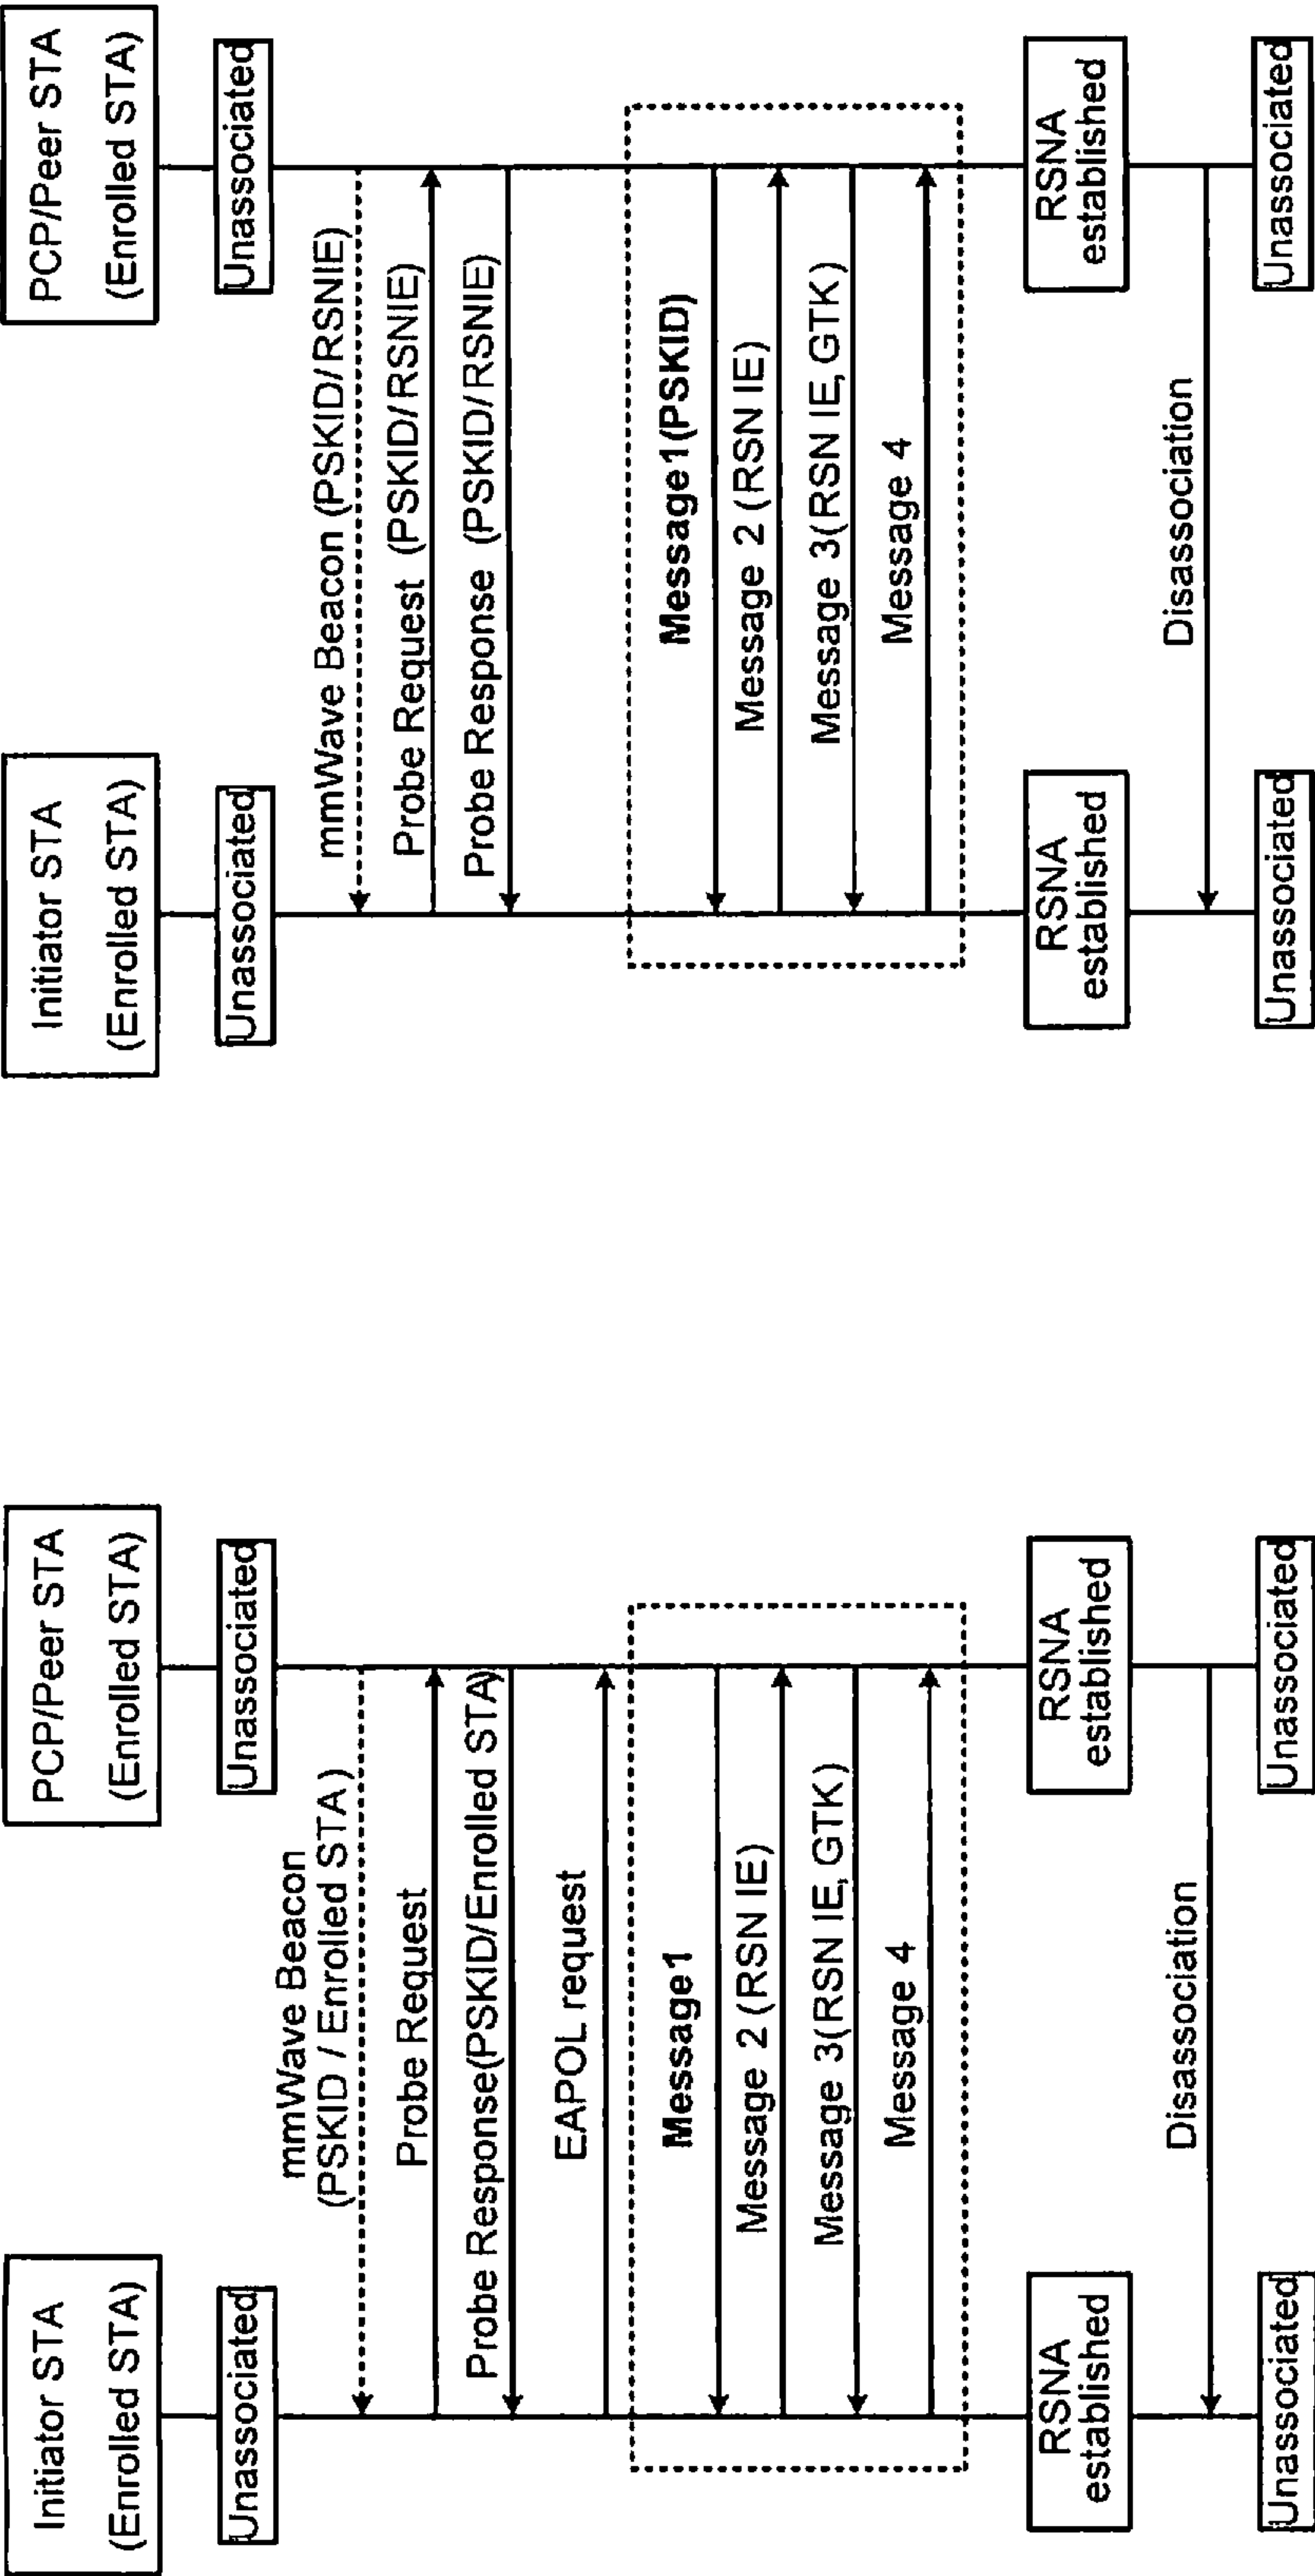 Initiator STA
(Enrolled STA)
PCP/Peer STA
(Enrolled STA)
Unassociated
Unassociated
mmWave Beacon
(PSKID / Enrolled STA)
Probe Request
Probe Response(PSKID/Enrolled STA)
EAPOL request
Message1
Message 2 (RSN IE)
Message 3(RSN IE, GTK)
Message 4
RSNA
established
RSNA
established
Disassociation
Unassociated
Unassociated
Initiator STA
(Enrolled STA)
PCP/Peer STA
(Enrolled STA)
Unassociated
Unassociated
mmWave Beacon (PSKID/RSNIE)
Probe Request (PSKID/RSNIE)
Probe Response (PSKID/RSNIE)
Message1(PSKID)
Message 2 (RSN IE)
Message 3(RSN IE, GTK)
Message 4
RSNA
established
RSNA
established
Disassociation
Unassociated
Unassociated